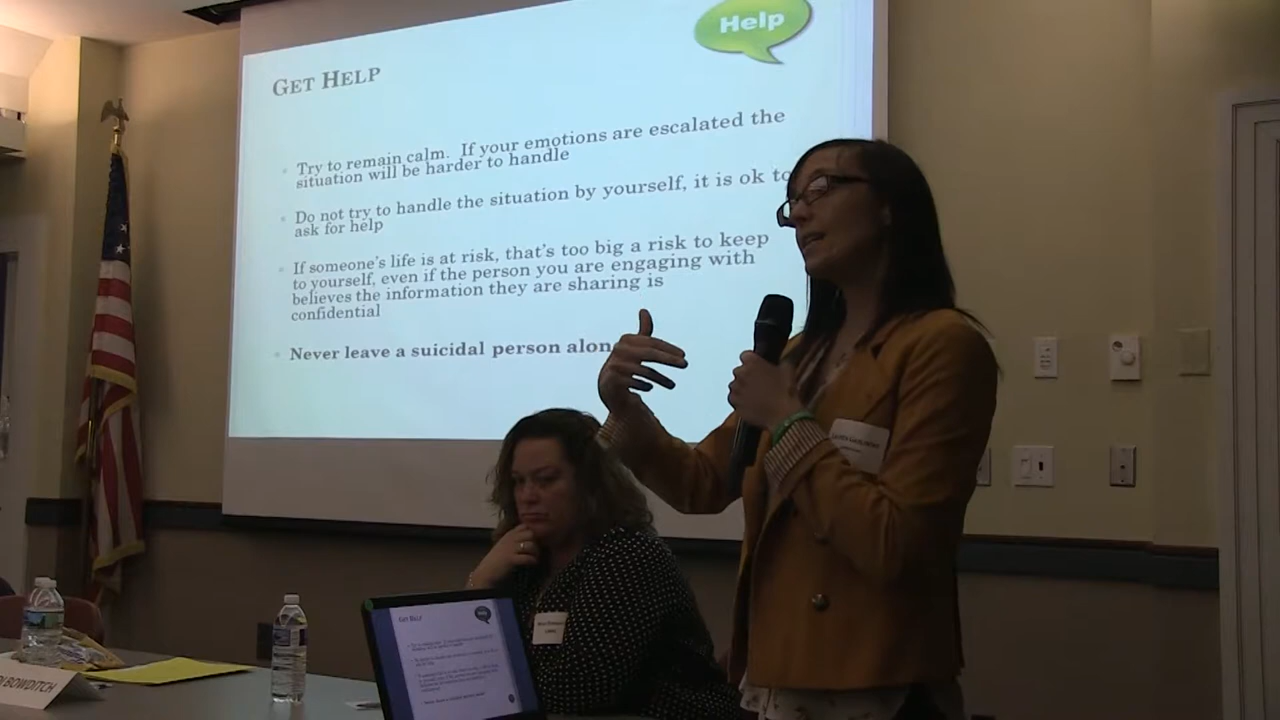 Help
GET HELP
Try to remain calm. If your emotions are escalated the
situation will be harder to handle
Do not try to handle the situation by yourself, it is ok to
ask for help
If someone's life is at risk, that's too big a risk to keep
to yourself, even if the person you are engaging with
believes the information they are sharing is
confidential
Never leave a suicidal person alon
GET HELP
BOWDITCH